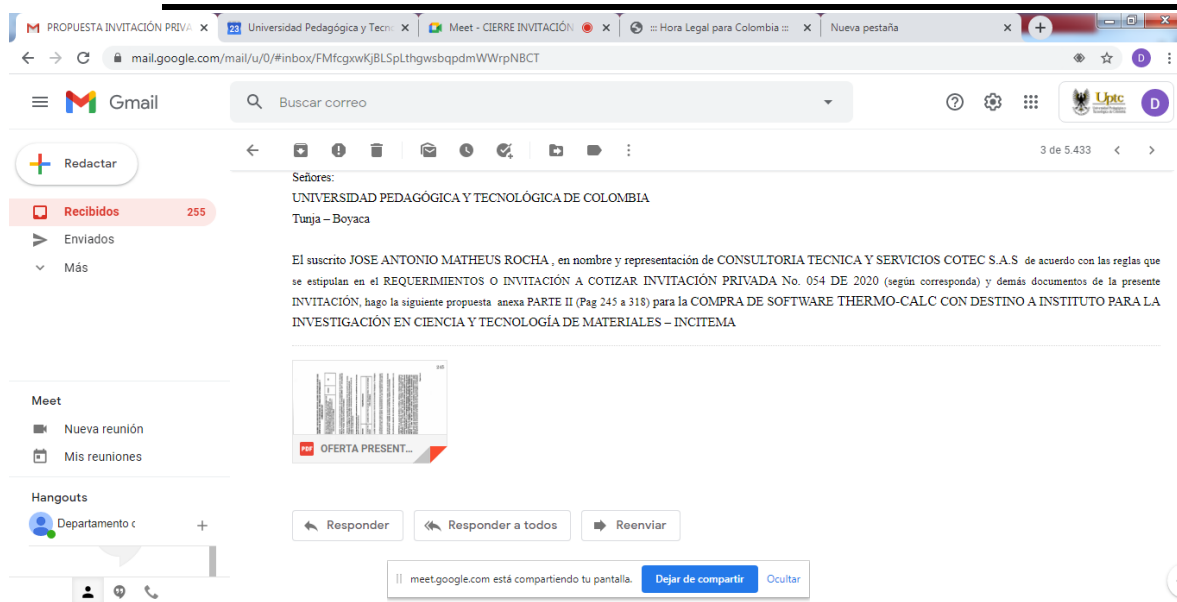 PROPUESTA INVITACIÓN PRIVA
23 Universidad Pedagógica y Tecno
Meet - CIERRE INVITACIÓN
::: Hora Legal para Colombia :::
Nueva pestaña
mail.google.com/mail/u/0/#inbox/FMfcgxwKjBLSpLthgwsbqpdmWWrpNBCT
D
Gmail
Buscar correo
Uptc
D
Redactar
3 de 5.433
Recibidos 255
Enviados
Más
Señores:
UNIVERSIDAD PEDAGÓGICA Y TECNOLÓGICA DE COLOMBIA
Tunja – Boyaca
El suscrito JOSE ANTONIO MATHEUS ROCHA , en nombre y representación de CONSULTORIA TECNICA Y SERVICIOS COTEC S.A.S de acuerdo con las reglas que
se estipulan en el REQUERIMIENTOS O INVITACIÓN A COTIZAR INVITACIÓN PRIVADA No. 054 DE 2020 (según corresponda) y demás documentos de la presente
INVITACIÓN, hago la siguiente propuesta anexa PARTE II (Pag 245 a 318) para la COMPRA DE SOFTWARE THERMO-CALC CON DESTINO A INSTITUTO PARA LA
INVESTIGACIÓN EN CIENCIA Y TECNOLOGÍA DE MATERIALES – INCITEMA
PDF OFERTA PRESENT...
Meet
Nueva reunión
Mis reuniones
Hangouts
Departamento c
Responder
Responder a todos
Reenviar
meet.google.com está compartiendo tu pantalla.
Dejar de compartir
Ocultar